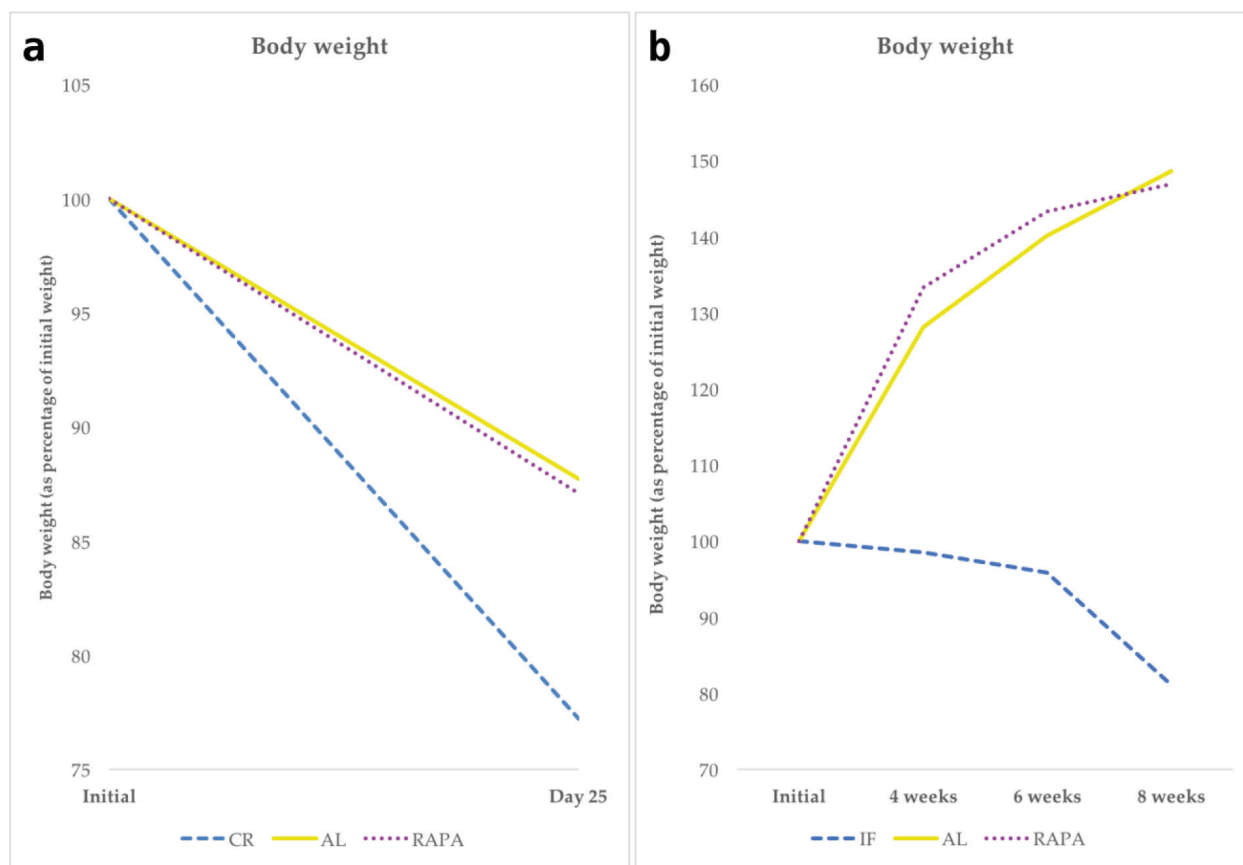 a
Body weight
Body weight (as percentage of initial weight)
105
100
95
90
85
80
75
Initial Day 25
CR AL RAPA
b
Body weight
Body weight (as percentage of initial weight)
160
150
140
130
120
110
100
90
80
70
Initial 4 weeks 6 weeks 8 weeks
IF AL RAPA